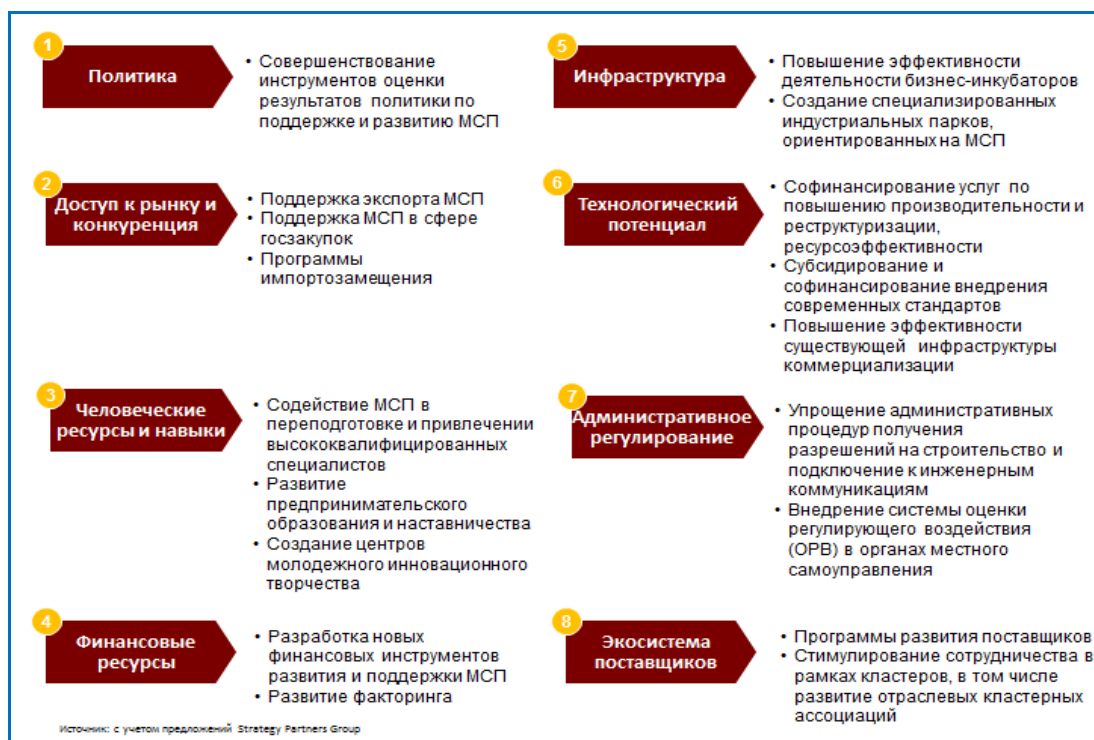 1
Политика
• Совершенствование
инструментов оценки
результатов политики по
поддержке и развитию МСП
2
Доступ к рынку и
конкуренция
• Поддержка экспорта МСП
• Поддержка МСП в сфере
госзакупок
• Программы
импортозамещения
3
Человеческие
ресурсы и навыки
• Содействие МСП в
переподготовке и привлечении
высококвалифицированных
специалистов
• Развитие
предпринимательского
образования и наставничества
• Создание центров
молодежного инновационного
творчества
4
Финансовые
ресурсы
• Разработка новых
финансовых инструментов
развития и поддержки МСП
• Развитие факторинга
5
Инфраструктура
• Повышение эффективности
деятельности бизнес-инкубаторов
• Создание специализированных
индустриальных парков,
ориентированных на МСП
6
Технологический
потенциал
• Софинансирование услуг по
повышению производительности и
реструктуризации,
ресурсоэффективности
• Субсидирование и
софинансирование внедрения
современных стандартов
• Повышение эффективности
существующей инфраструктуры
коммерциализации
7
Административное
регулирование
• Упрощение административных
процедур получения
разрешений на строительство и
подключение к инженерным
коммуникациям
• Внедрение системы оценки
регулирующего воздействия
(ОРВ) в органах местного
самоуправления
8
Экосистема
поставщиков
• Программы развития поставщиков
• Стимулирование сотрудничества в
рамках кластеров, в том числе
развитие отраслевых кластерных
ассоциаций
Источник: с учетом предложений Strategy Partners Group